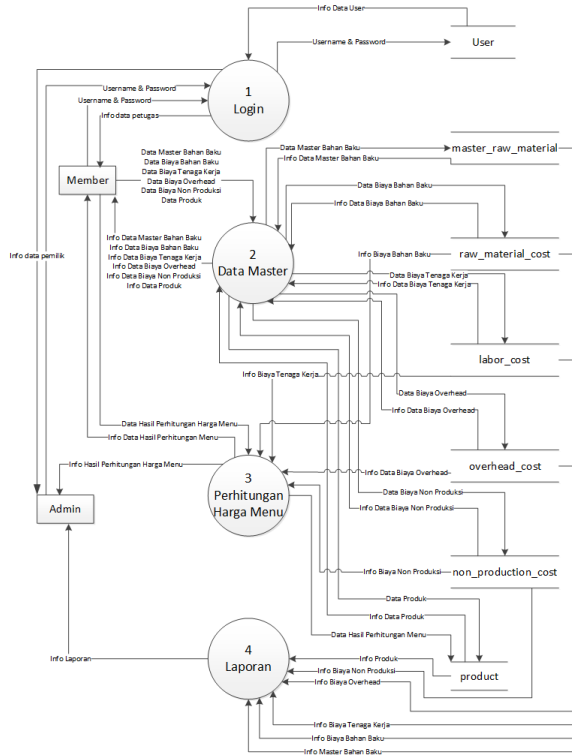 Info Data User
User
Username & Password
1
Login
Username & Password
Username & Password
Info data petugas
Data Master Bahan Baku
Data Biaya Bahan Baku
Data Biaya Tenaga Kerja
Data Biaya Overhead
Data Biaya Non Produksi
Data Produk
Member
Data Master Bahan Baku
Info Data Master Bahan Baku
master_raw_material
Data Biaya Bahan Baku
Info Data Biaya Bahan Baku
Info data pemilik
Info Data Master Bahan Baku
Info Data Biaya Bahan Baku
Info Data Biaya Tenaga Kerja
Info Data Biaya Overhead
Info Data Biaya Non Produksi
Info Data Produk
2
Data Master
Info Biaya Bahan Baku
raw_material_cost
Data Biaya Tenaga Kerja
Info Data Biaya Tenaga Kerja
labor_cost
Info Biaya Tenaga Kerja
Data Biaya Overhead
Info Data Biaya Overhead
Data Hasil Perhitungan Harga Menu
Info Data Hasil Perhitungan Menu
Info Hasil Perhitungan Harga Menu
3
Perhitungan
Harga Menu
Info Data Biaya Overhead
overhead_cost
Data Biaya Non Produksi
Info Data Biaya Non Produksi
Admin
Info Biaya Non Produksi
non_production_cost
Data Produk
Info Data Produk
Data Hasil Perhitungan Menu
4
Laporan
Info Laporan
Info Produk
Info Biaya Non Produksi
Info Biaya Overhead
product
Info Biaya Tenaga Kerja
Info Biaya Bahan Baku
Info Master Bahan Baku